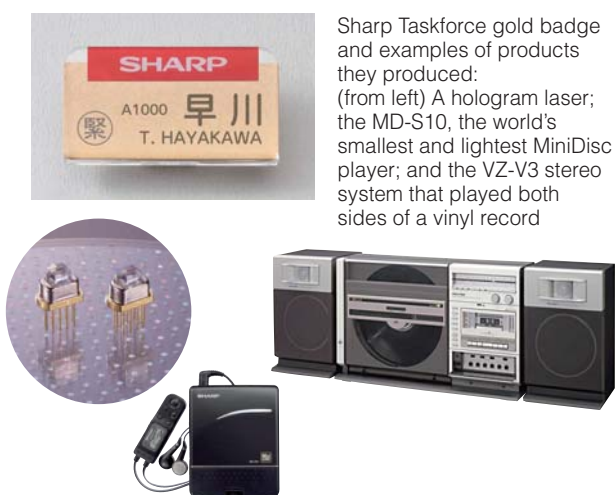 SHARP
A1000 早川
緊 T. HAYAKAWA
Sharp Taskforce gold badge
and examples of products
they produced:
(from left) A hologram laser;
the MD-S10, the world's
smallest and lightest MiniDisc
player; and the VZ-V3 stereo
system that played both
sides of a vinyl record
SHARP